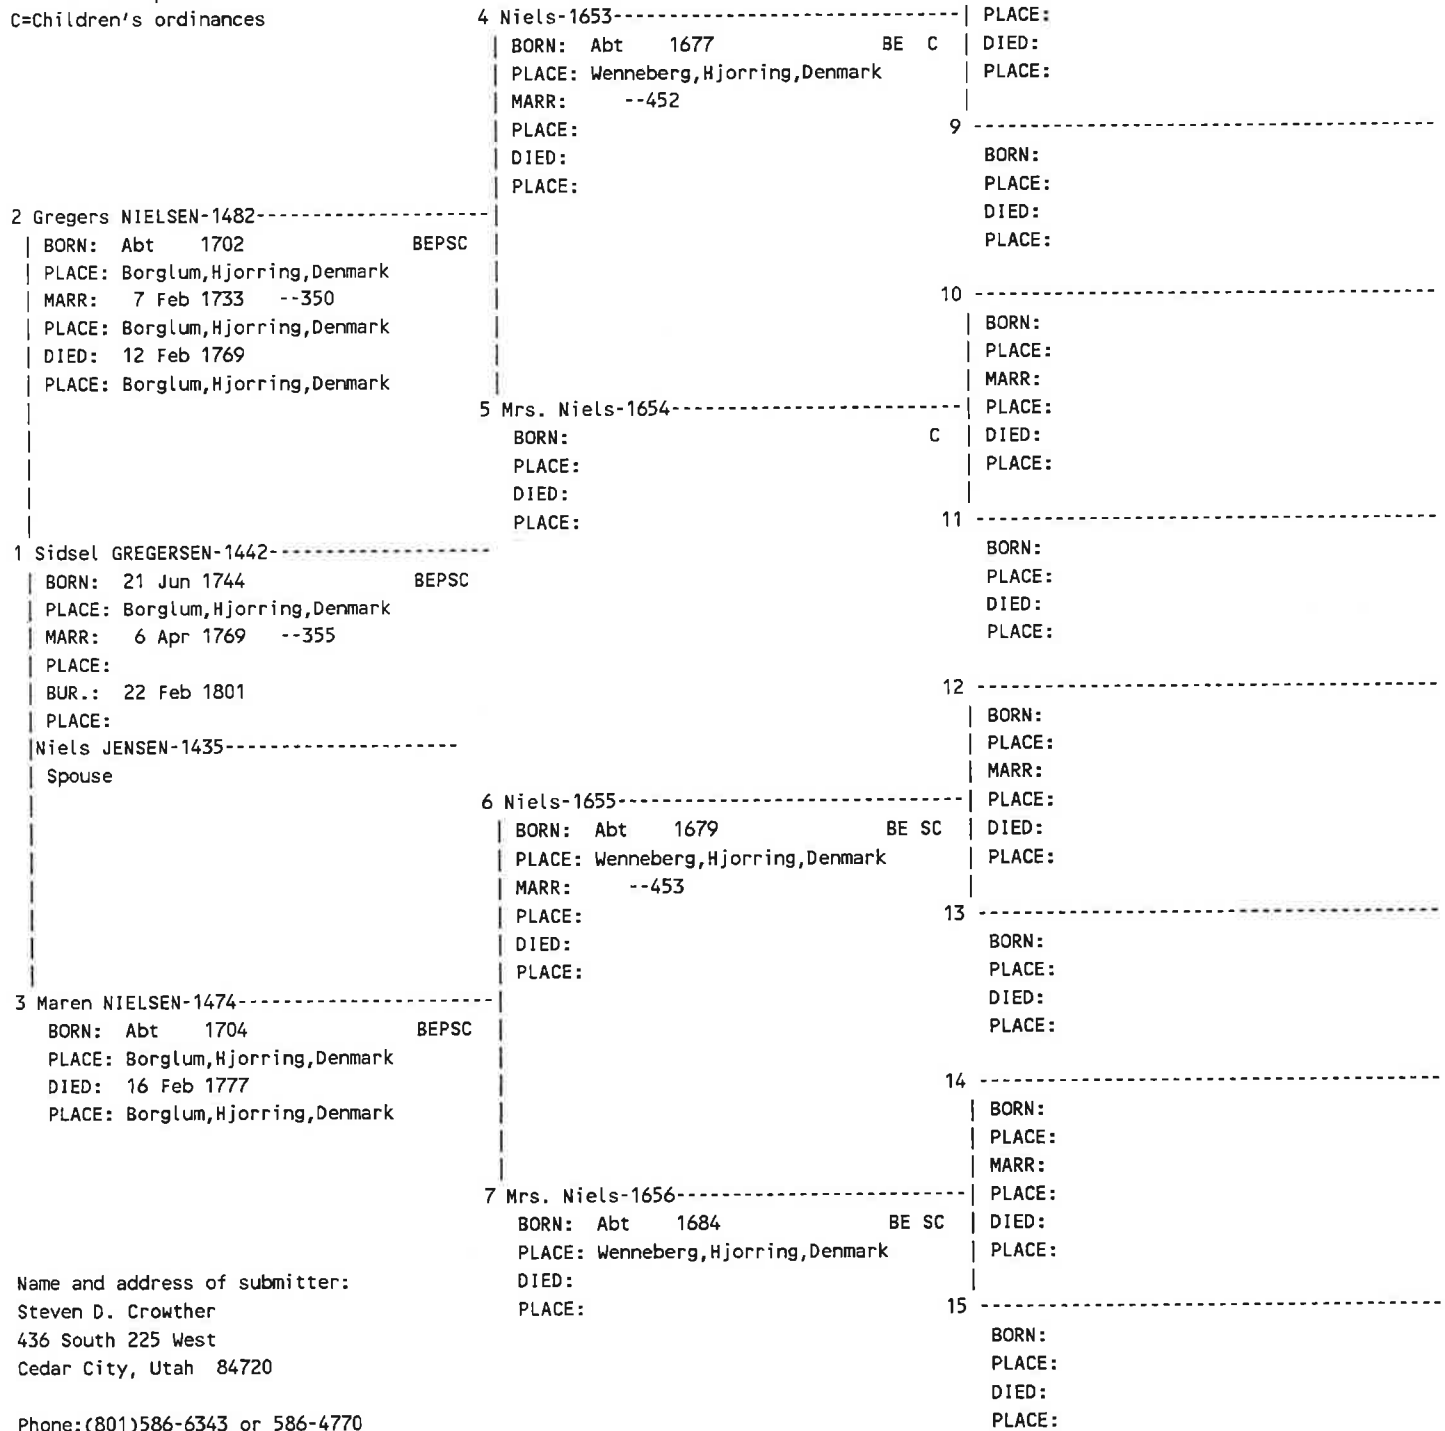 C=Children's ordinances
4 Niels-1653
BORN: Abt 1677 BE C
PLACE: Wenneberg,Hjorring,Denmark
MARR: --452
PLACE:
DIED:
PLACE:
2 Gregers NIELSEN-1482
BORN: Abt 1702 BEPSC
PLACE: Borglum,Hjorring,Denmark
MARR: 7 Feb 1733 --350
PLACE: Borglum,Hjorring,Denmark
DIED: 12 Feb 1769
PLACE: Borglum,Hjorring,Denmark
5 Mrs. Niels-1654
BORN: C
PLACE:
DIED:
PLACE:
1 Sidsel GREGERSEN-1442
BORN: 21 Jun 1744 BEPSC
PLACE: Borglum,Hjorring,Denmark
MARR: 6 Apr 1769 --355
PLACE:
BUR.: 22 Feb 1801
PLACE:
Niels JENSEN-1435
Spouse
6 Niels-1655
BORN: Abt 1679 BE SC
PLACE: Wenneberg,Hjorring,Denmark
MARR: --453
PLACE:
DIED:
PLACE:
3 Maren NIELSEN-1474
BORN: Abt 1704 BEPSC
PLACE: Borglum,Hjorring,Denmark
DIED: 16 Feb 1777
PLACE: Borglum,Hjorring,Denmark
7 Mrs. Niels-1656
BORN: Abt 1684 BE SC
PLACE: Wenneberg,Hjorring,Denmark
DIED:
PLACE:
Name and address of submitter:
Steven D. Crowther
436 South 225 West
Cedar City, Utah 84720
Phone:(801)586-6343 or 586-4770
PLACE:
DIED:
PLACE:
9
BORN:
PLACE:
DIED:
PLACE:
10
BORN:
PLACE:
MARR:
PLACE:
DIED:
PLACE:
11
BORN:
PLACE:
DIED:
PLACE:
12
BORN:
PLACE:
MARR:
PLACE:
DIED:
PLACE:
13
BORN:
PLACE:
DIED:
PLACE:
14
BORN:
PLACE:
MARR:
PLACE:
DIED:
PLACE:
15
BORN:
PLACE:
DIED:
PLACE: